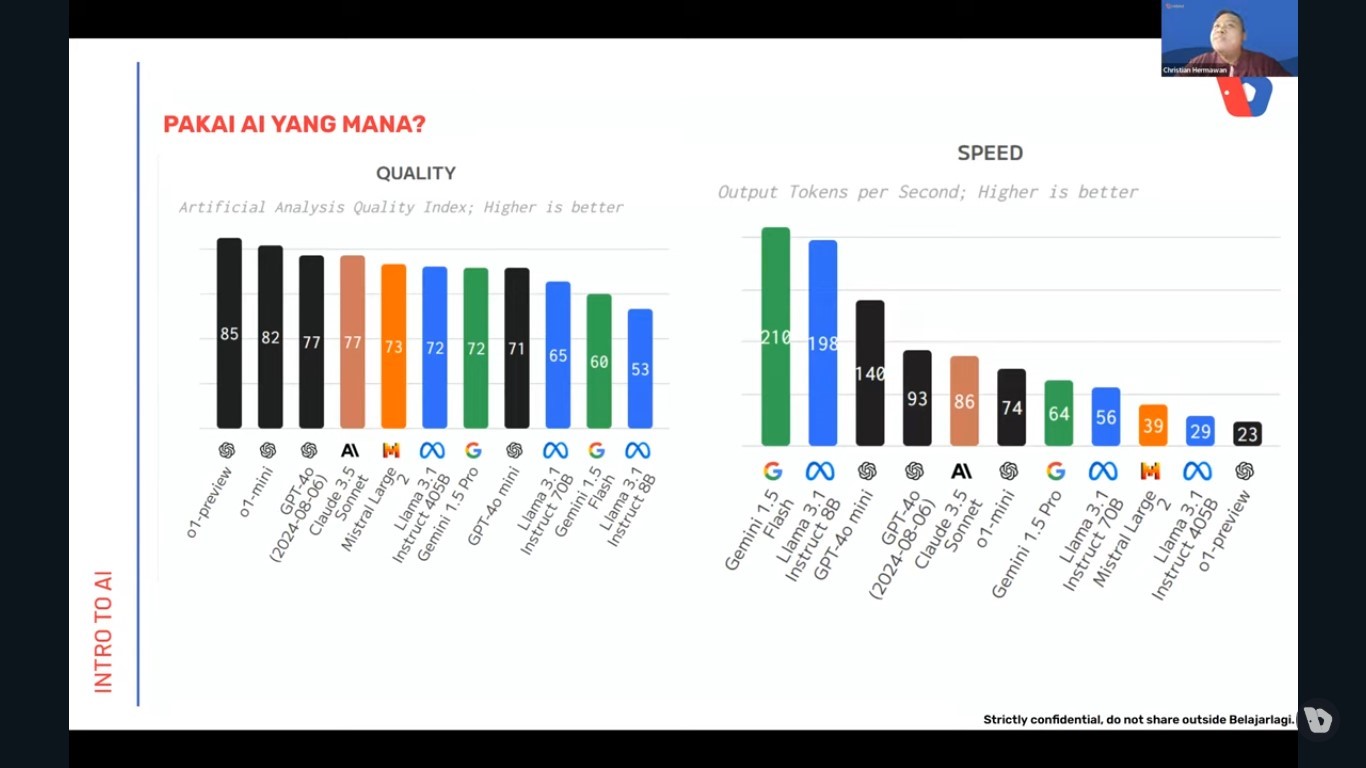 Christian Hermawan
PAKAI AI YANG MANA?
QUALITY
Artificial Analysis Quality Index; Higher is better
85
82
77
77
73
72
72
71
65
60
53
o1-preview
o1-mini
GPT-4o
(2024-08-06)
Claude 3.5
Sonnet
Mistral Large
2
Llama 3.1
Instruct 405B
Gemini 1.5 Pro
GPT-4o mini
Llama 3.1
Instruct 70B
Gemini 1.5
Flash
Llama 3.1
Instruct 8B
SPEED
Output Tokens per Second; Higher is better
210
198
140
93
86
74
64
56
39
29
23
Gemini 1.5
Flash
Llama 3.1
Instruct 8B
GPT-4o mini
GPT-4o
(2024-08-06)
Claude 3.5
Sonnet
o1-mini
Gemini 1.5 Pro
Llama 3.1
Instruct 70B
Mistral Large
2
Llama 3.1
Instruct 405B
o1-preview
INTRO TO AI
Strictly confidential, do not share outside Belajarlagi.